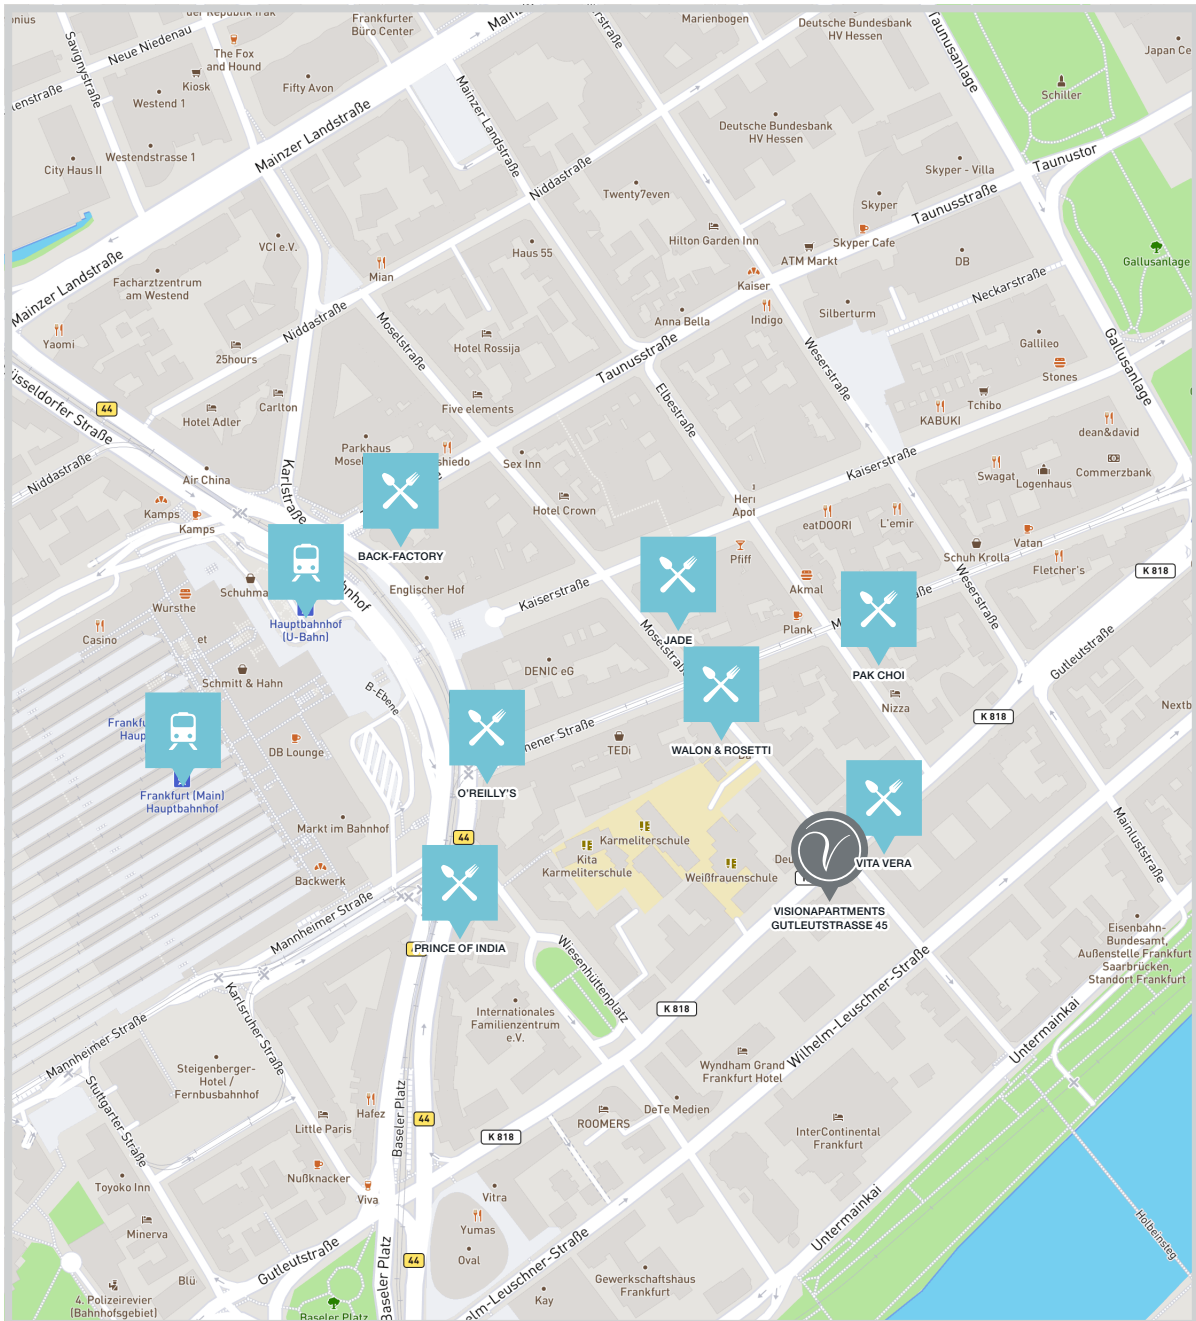 Savignystraße
Neue Niedenau
The Fox
and Hound
Kiosk
Westend 1
Fifty Avon
Frankfurter
Büro Center
Marienbogen
Deutsche Bundesbank
HV Hessen
Taunusanlage
Schiller
Mainzer Landstraße
Mainzer Landstraße
City Haus II
Westendstrasse 1
Deutsche Bundesbank
HV Hessen
Taunustor
Skyper - Villa
Niddastraße
Twenty7even
Skyper
Taunusstraße
VCI e.V.
Haus 55
Hilton Garden Inn
Skyper Cafe
ATM Markt
DB
Gallusanlage
Mainzer Landstraße
Facharztzentrum
am Westend
Mian
Kaiser
Neckarstraße
Niddastraße
Moselstraße
Anna Bella
Indigo
Silberturm
Yaomi
25hours
Hotel Rossija
Taunusstraße
Weserstraße
Gallileo
Gallusanlage
Stones
44
Hotel Adler
Carlton
Five elements
Elbestraße
Tchibo
KABUKI
dean&david
Niddastraße
Air China
Karlstraße
Parkhaus
Sex Inn
Kaiserstraße
Swagat
Logenhaus
Commerzbank
Kamps
Kamps
Hotel Crown
eatDOORI
L'emir
BACK-FACTORY
Pfiff
Vatan
Schuh Krolla
Fletcher's
K 818
Wursthe
Englischer Hof
Kaiserstraße
Akmal
Weserstraße
Casino
Hauptbahnhof
(U-Bahn)
JADE
Plank
Gutleutstraße
Schmitt & Hahn
B-Ebene
DENIC eG
PAK CHOI
Nizza
K 818
DB Lounge
TEDi
WALON & ROSETTI
Frankfurt (Main)
Hauptbahnhof
O'REILLY'S
Markt im Bahnhof
44
Karmeliterschule
Kita
Karmeliterschule
Weißfrauenschule
VITA VERA
Mainluststraße
Backwerk
Mannheimer Straße
VISIONAPARTMENTS
GUTLEUTSTRASSE 45
PRINCE OF INDIA
Wiesenhüttenplatz
Eisenbahn-
Bundesamt,
Außenstelle Frankfurt
Saarbrücken,
Standort Frankfurt
Karlsruher Straße
Wilhelm-Leuschner-Straße
Internationales
Familienzentrum
e.V.
K 818
Mannheimer Straße
Untermainkai
Steigenberger-
Hotel /
Fernbusbahnhof
Wyndham Grand
Frankfurt Hotel
Stuttgarter Straße
Hafez
Little Paris
Baseler Platz
44
K 818
ROOMERS
DeTe Medien
InterContinental
Frankfurt
Nußknacker
Toyoko Inn
Viva
Vitra
Untermainkai
Holbeinsteg
Minerva
Yumas
Oval
Gutleutstraße
Baseler Platz
44
4. Polizeirevier
(Bahnhofsgebiet)
Baseler Platz
Kay
Gewerkschaftshaus
Frankfurt